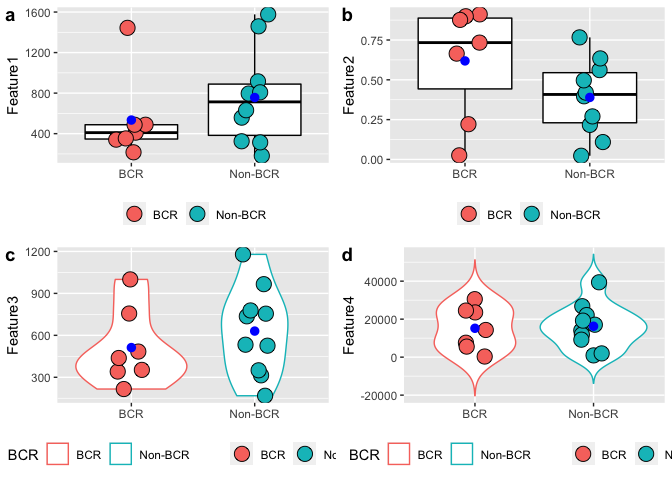 a
Feature1
1600
1200
800
400
BCR Non-BCR
BCR Non-BCR
b
Feature2
0.75
0.50
0.25
0.00
BCR Non-BCR
BCR Non-BCR
c
Feature3
1200
900
600
300
BCR Non-BCR
BCR BCR Non-BCR BCR No
d
Feature4
40000
20000
0
-20000
BCR Non-BCR
BCR BCR Non-BCR BCR N